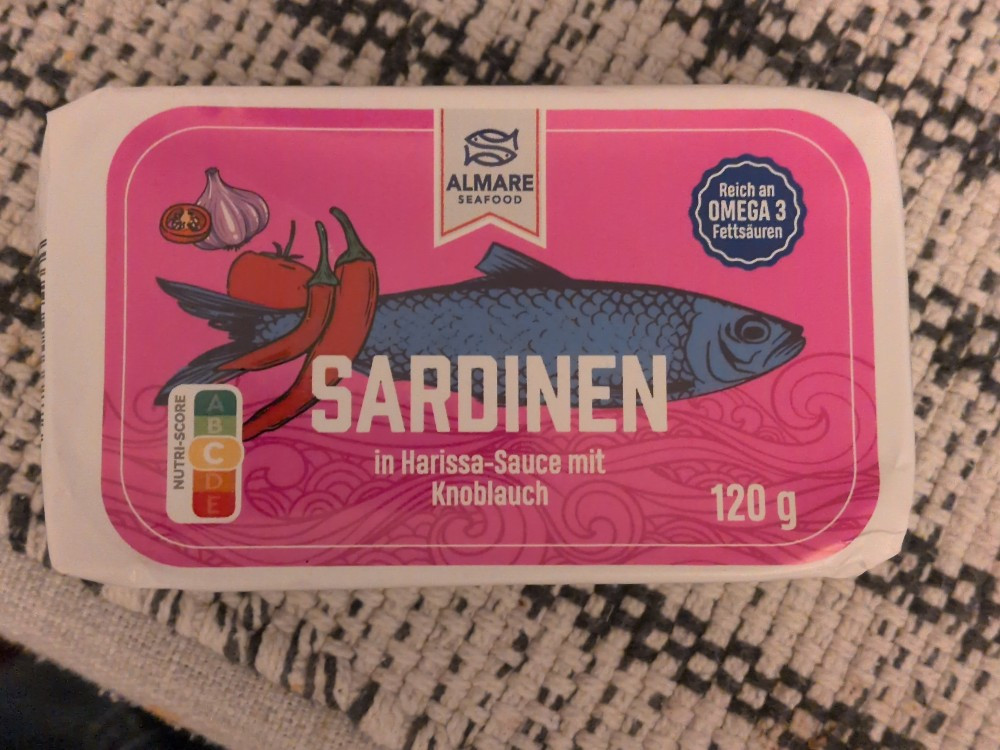 ALMARE
SEAFOOD
Reich an
OMEGA 3
Fettsäuren
SARDINEN
in Harissa-Sauce mit
Knoblauch
120 g
NUTRI-SCORE
A
B
C
D
E